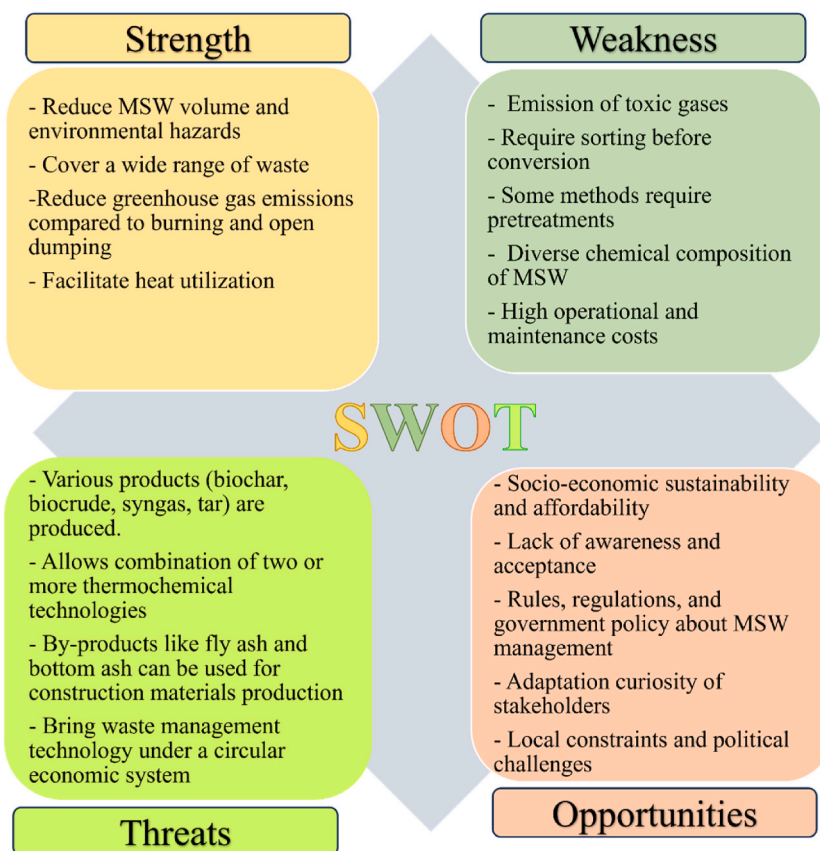 Strength
- Reduce MSW volume and
environmental hazards
- Cover a wide range of waste
-Reduce greenhouse gas emissions
compared to burning and open
dumping
- Facilitate heat utilization
Weakness
- Emission of toxic gases
- Require sorting before
conversion
- Some methods require
pretreatments
- Diverse chemical composition
of MSW
- High operational and
maintenance costs
SWOT
- Various products (biochar,
biocrude, syngas, tar) are
produced.
- Allows combination of two or
more thermochemical
technologies
- By-products like fly ash and
bottom ash can be used for
construction materials production
- Bring waste management
technology under a circular
economic system
Threats
- Socio-economic sustainability
and affordability
- Lack of awareness and
acceptance
- Rules, regulations, and
government policy about MSW
management
- Adaptation curiosity of
stakeholders
- Local constraints and political
challenges
Opportunities